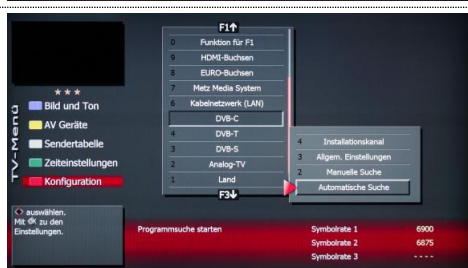 F1↑
0 Funktion für F1
9 HDMI-Buchsen
8 EURO-Buchsen
7 Metz Media System
6 Kabelnetzwerk (LAN)
DVB-C
4 DVB-T
3 DVB-S
2 Analog-TV
1 Land
F3↓
4 Installationskanal
3 Allgem. Einstellungen
2 Manuelle Suche
Automatische Suche
TV-Menü
★★★
Bild und Ton
AV Geräte
Sendertabelle
Zeiteinstellungen
Konfiguration
auswählen.
Mit OK zu den
Einstellungen.
Programmsuche starten
Symbolrate 1 6900
Symbolrate 2 6875
Symbolrate 3 ----